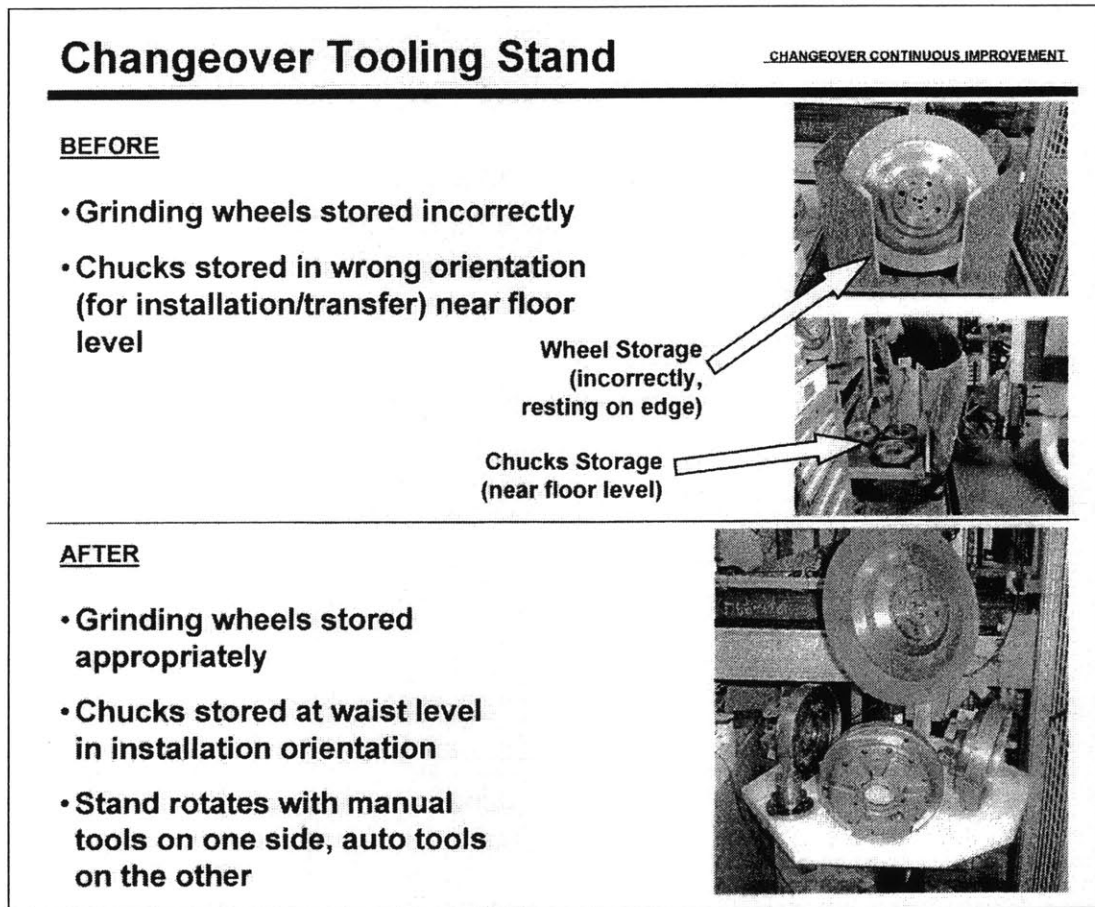 Changeover Tooling Stand
CHANGEOVER CONTINUOUS IMPROVEMENT
BEFORE
• Grinding wheels stored incorrectly
• Chucks stored in wrong orientation
(for installation/transfer) near floor
level
Wheel Storage
(incorrectly,
resting on edge)
Chucks Storage
(near floor level)
AFTER
• Grinding wheels stored
appropriately
• Chucks stored at waist level
in installation orientation
• Stand rotates with manual
tools on one side, auto tools
on the other